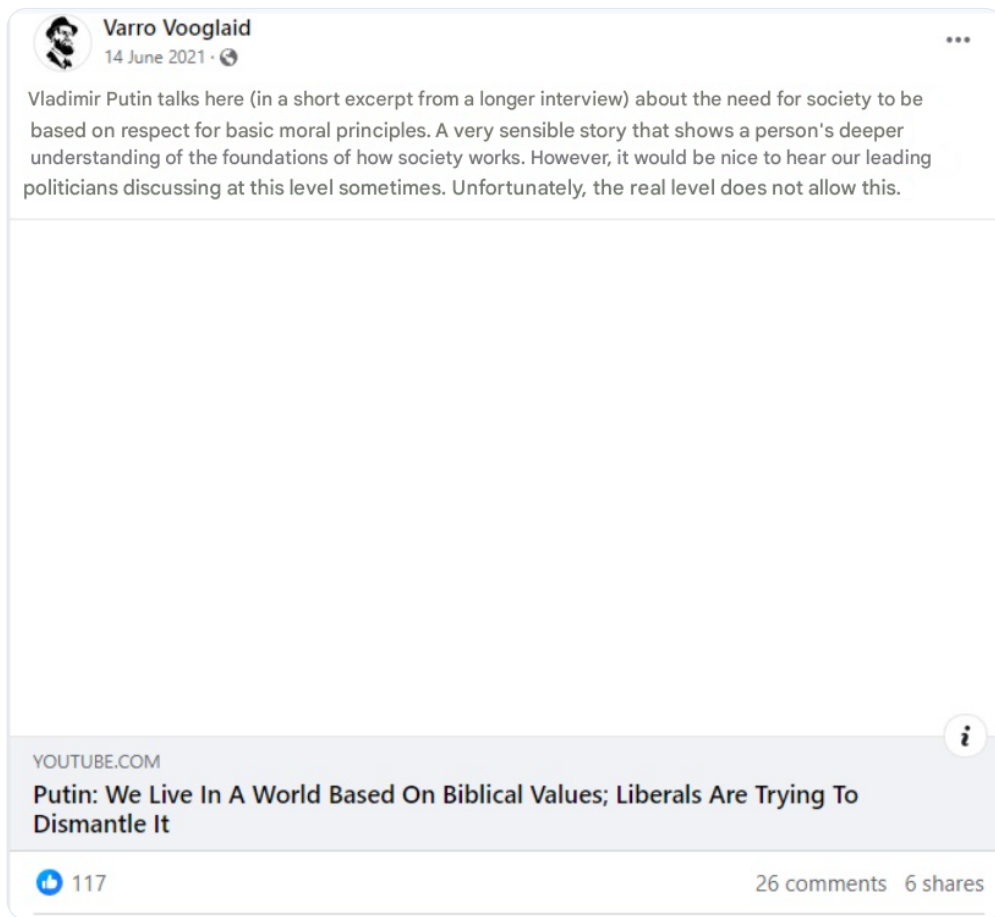 Varro Vooglaid
14 June 2021 ·
Vladimir Putin talks here (in a short excerpt from a longer interview) about the need for society to be
based on respect for basic moral principles. A very sensible story that shows a person's deeper
understanding of the foundations of how society works. However, it would be nice to hear our leading
politicians discussing at this level sometimes. Unfortunately, the real level does not allow this.
i
YOUTUBE.COM
Putin: We Live In A World Based On Biblical Values; Liberals Are Trying To
Dismantle It
117 26 comments 6 shares